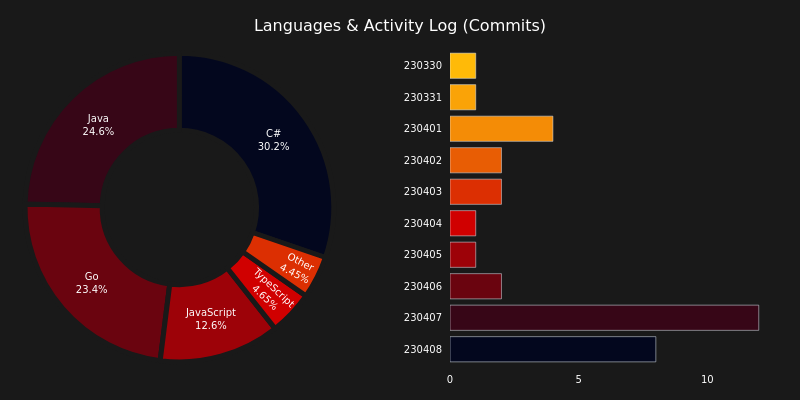 Languages & Activity Log (Commits)
Java
24.6%
C#
30.2%
Other
4.45%
TypeScript
4.65%
Go
23.4%
JavaScript
12.6%
230330
230331
230401
230402
230403
230404
230405
230406
230407
230408
0 5 10